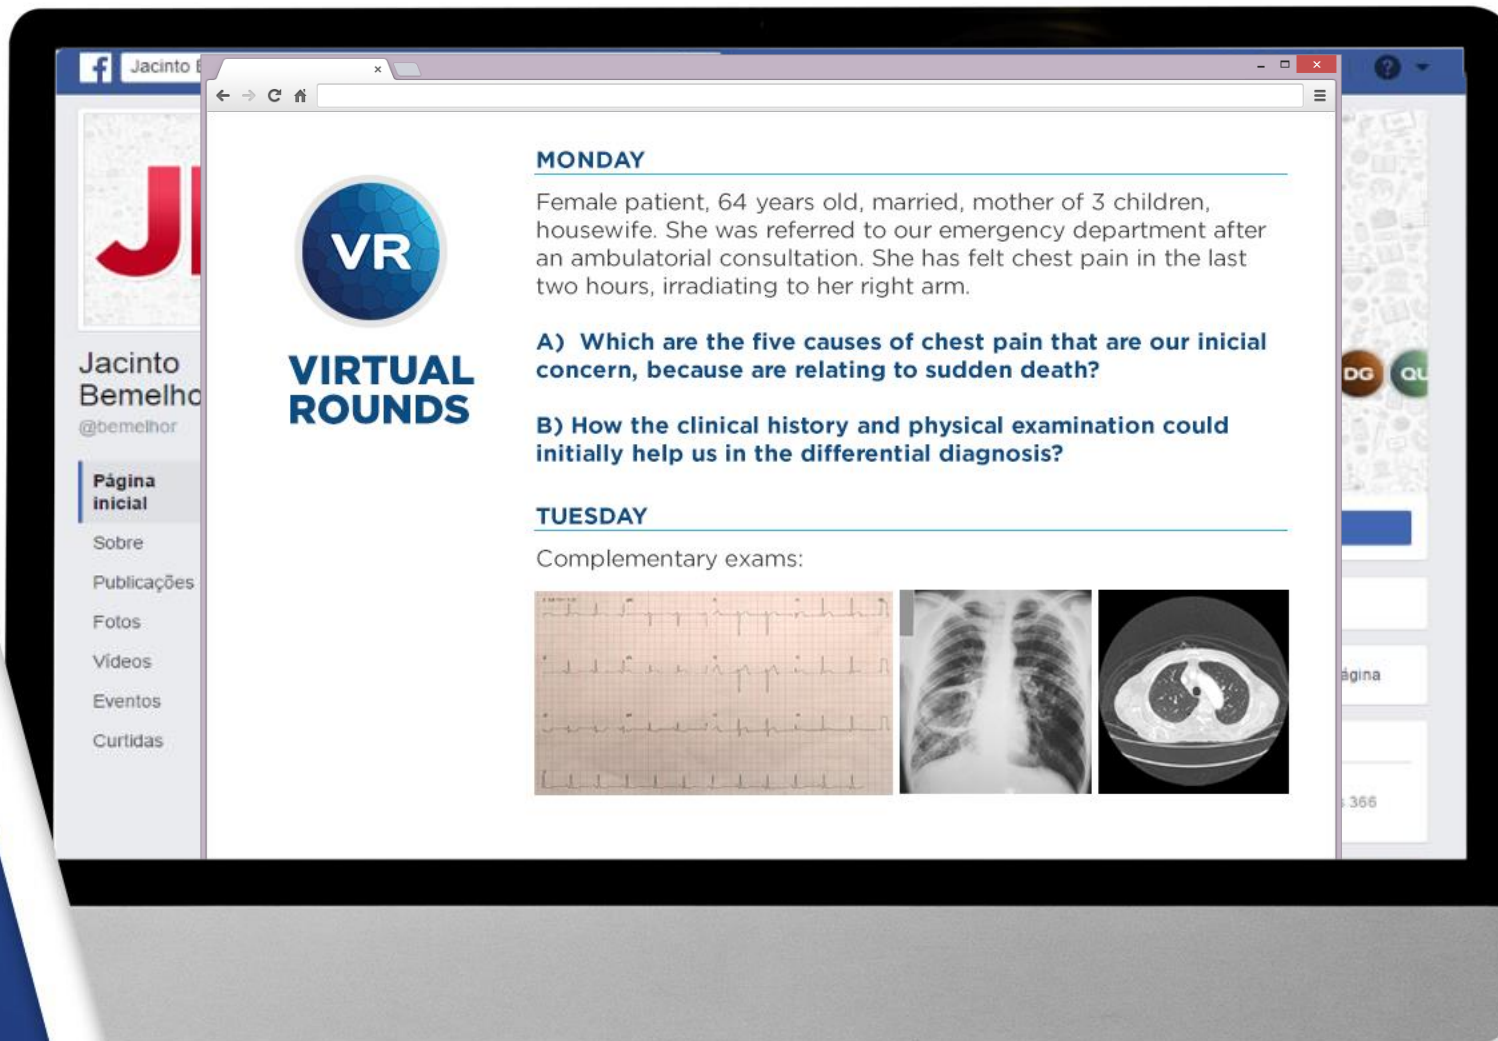 f
Jacinto B
MONDAY
Female patient, 64 years old, married, mother of 3 children,
housewife. She was referred to our emergency department after
an ambulatorial consultation. She has felt chest pain in the last
two hours, irradiating to her right arm.
VR
VIRTUAL
ROUNDS
A) Which are the five causes of chest pain that are our inicial
concern, because are relating to sudden death?
B) How the clinical history and physical examination could
initially help us in the differential diagnosis?
TUESDAY
Complementary exams:
Jacinto
Bemelho
@bemelhor
Página
inicial
Sobre
Publicações
Fotos
Vídeos
Eventos
Curtidas
DG
QU
ágina
366